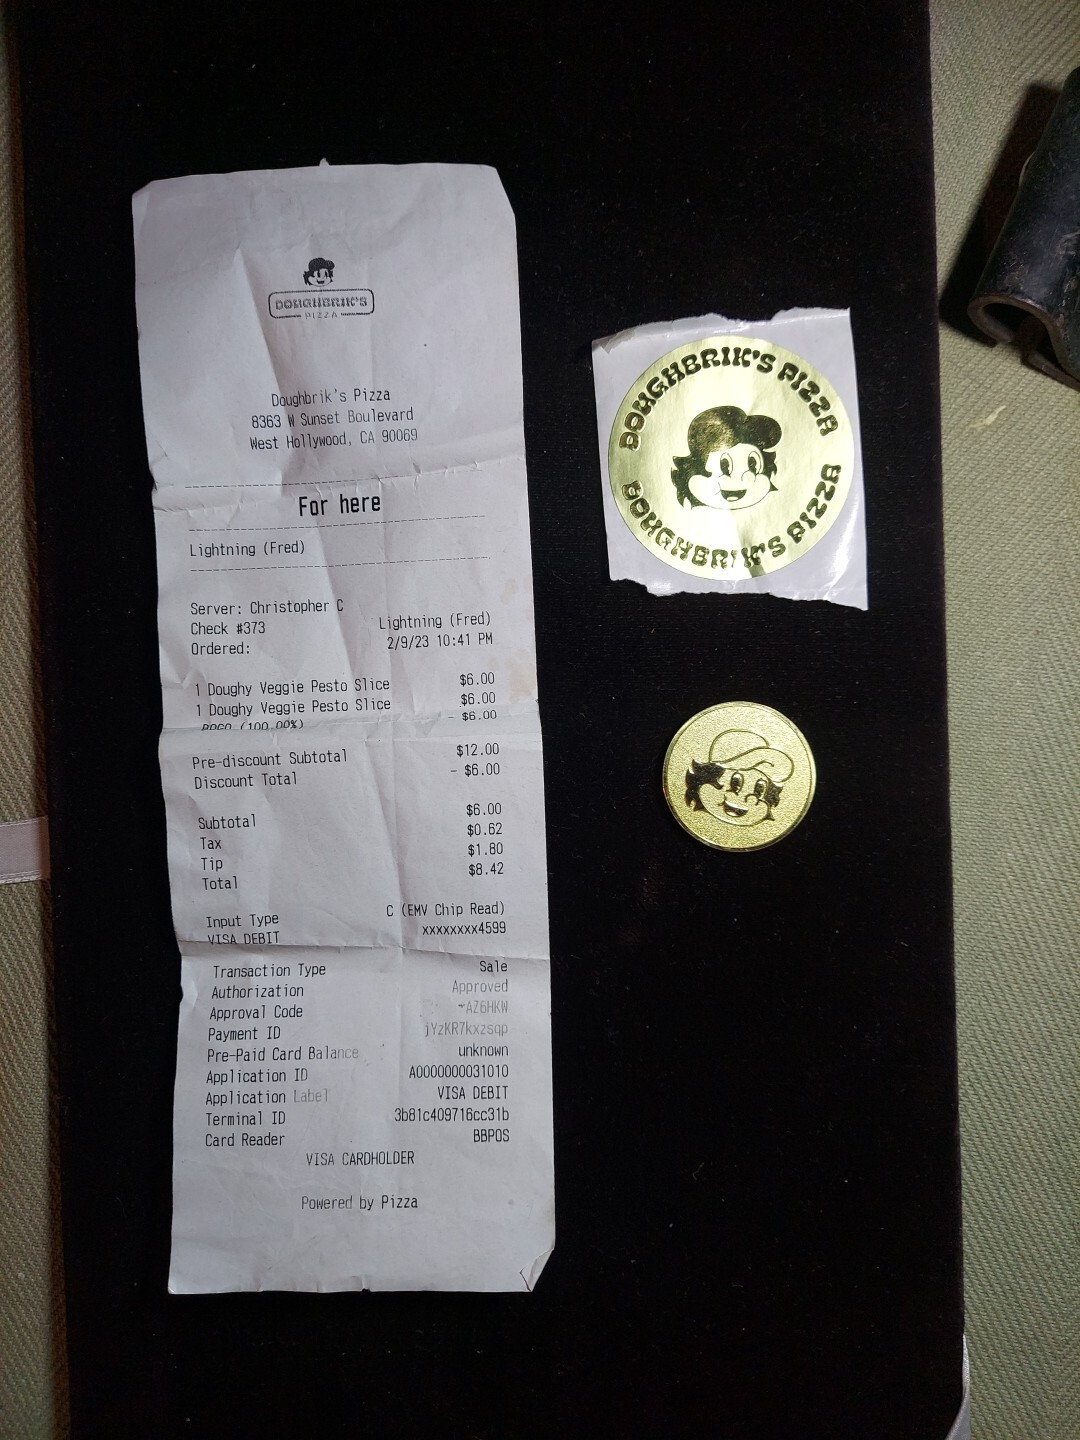 DOUGHBRIK'S
PIZZA
Doughbrik's Pizza
8363 W Sunset Boulevard
West Hollywood, CA 90069
For here
Lightning (Fred)
Server: Christopher C
Check #373 Lightning (Fred)
Ordered: 2/9/23 10:41 PM
1 Doughy Veggie Pesto Slice $6.00
1 Doughy Veggie Pesto Slice $6.00
BOGO (100.00%) - $6.00
Pre-discount Subtotal $12.00
Discount Total - $6.00
Subtotal $6.00
Tax $0.62
Tip $1.80
Total $8.42
Input Type C (EMV Chip Read)
VISA DEBIT xxxxxxxx4599
Transaction Type Sale
Authorization Approved
Approval Code AZ6HKW
Payment ID jYzKR7kxzsqp
Pre-Paid Card Balance unknown
Application ID A0000000031010
Application Label VISA DEBIT
Terminal ID 3b81c409716cc31b
Card Reader BBPOS
VISA CARDHOLDER
Powered by Pizza
DOUGHBRIK'S PIZZA
DOUGHBRIK'S PIZZA